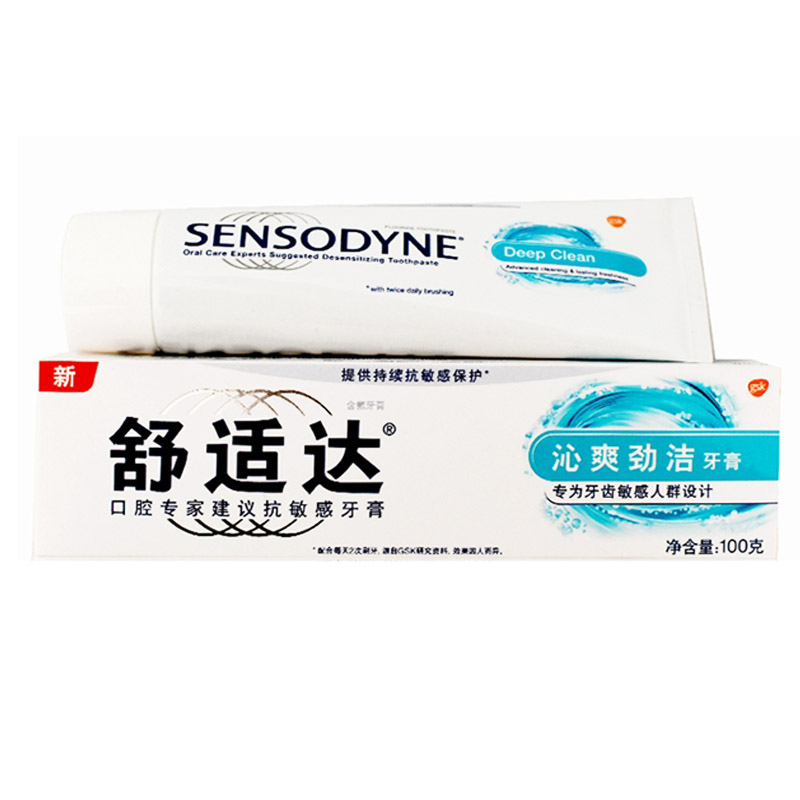 FLUORIDE TOOTHPASTE
SENSODYNE®
Oral Care Experts Suggested Desensitizing Toothpaste
*with twice daily brushing
gsk
Deep Clean
Advanced cleaning & lasting freshness
新
提供持续抗敏感保护*
含氟牙膏
舒适达®
口腔专家建议抗敏感牙膏
*配合每天2次刷牙, 源自GSK研究资料, 效果因人而异。
gsk
沁爽劲洁牙膏
专为牙齿敏感人群设计
净含量:100克